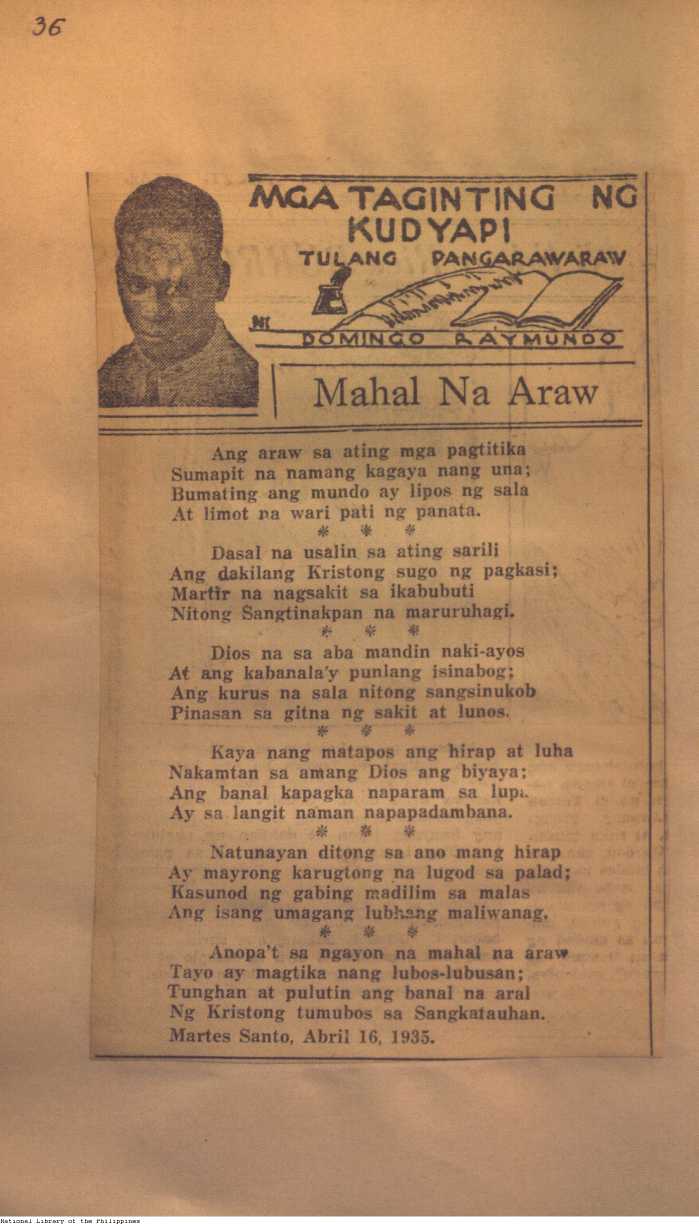 36
MGA TAGINTING NG
KUDYAPI
TULANG PANGARAWARAW
NI
DOMINGO RAYMUNDO
Mahal Na Araw
Ang araw sa ating mga pagtitika
Sumapit na namang kagaya nang una;
Bumating ang mundo ay lipos ng sala
At limot na wari pati ng panata.
* * *
Dasal na usalin sa ating sarili
Ang dakilang Kristong sugo ng pagkasi;
Martir na nagsakit sa ikabubuti
Nitong Sangtinakpan na maruruhagi.
* * *
Dios na sa aba mandin naki-ayos
At ang kabanala'y punlang isinabog;
Ang kurus na sala nitong sangsinukob
Pinasan sa gitna ng sakit at lunos.
* * *
Kaya nang matapos ang hirap at luha
Nakamtan sa amang Dios ang biyaya;
Ang banal kapagka naparam sa lupa.
Ay sa langit naman napapadambana.
* * *
Natunayan ditong sa ano mang hirap
Ay mayrong karugtong na lugod sa palad;
Kasunod ng gabing madilim sa malas
Ang isang umagang lubhang maliwanag.
* * *
Anopa't sa ngayon na mahal na araw
Tayo ay magtika nang lubos-lubusan;
Tunghan at pulutin ang banal na aral
Ng Kristong tumubos sa Sangkatauhan.
Martes Santo, Abril 16, 1935.
National Library of the Philippines